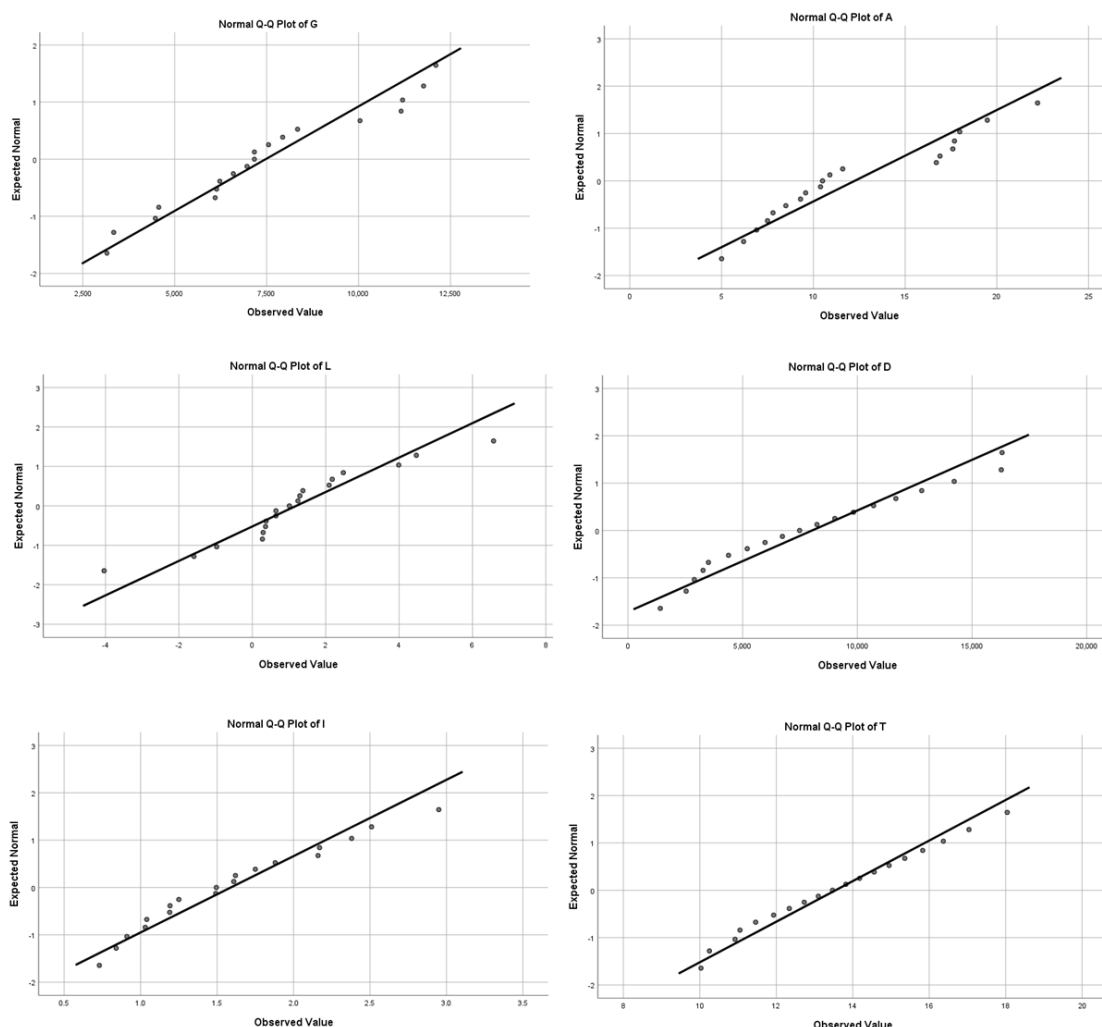 Normal Q-Q Plot of G
2
1
0
-1
-2
Expected Normal
2,500 5,000 7,500 10,000 12,500
Observed Value
Normal Q-Q Plot of A
3
2
1
0
-1
-2
Expected Normal
0 5 10 15 20 25
Observed Value
Normal Q-Q Plot of L
3
2
1
0
-1
-2
-3
Expected Normal
-4 -2 0 2 4 6 8
Observed Value
Normal Q-Q Plot of D
3
2
1
0
-1
-2
Expected Normal
0 5,000 10,000 15,000 20,000
Observed Value
Normal Q-Q Plot of I
3
2
1
0
-1
-2
Expected Normal
0.5 1.0 1.5 2.0 2.5 3.0 3.5
Observed Value
Normal Q-Q Plot of T
3
2
1
0
-1
-2
Expected Normal
8 10 12 14 16 18 20
Observed Value